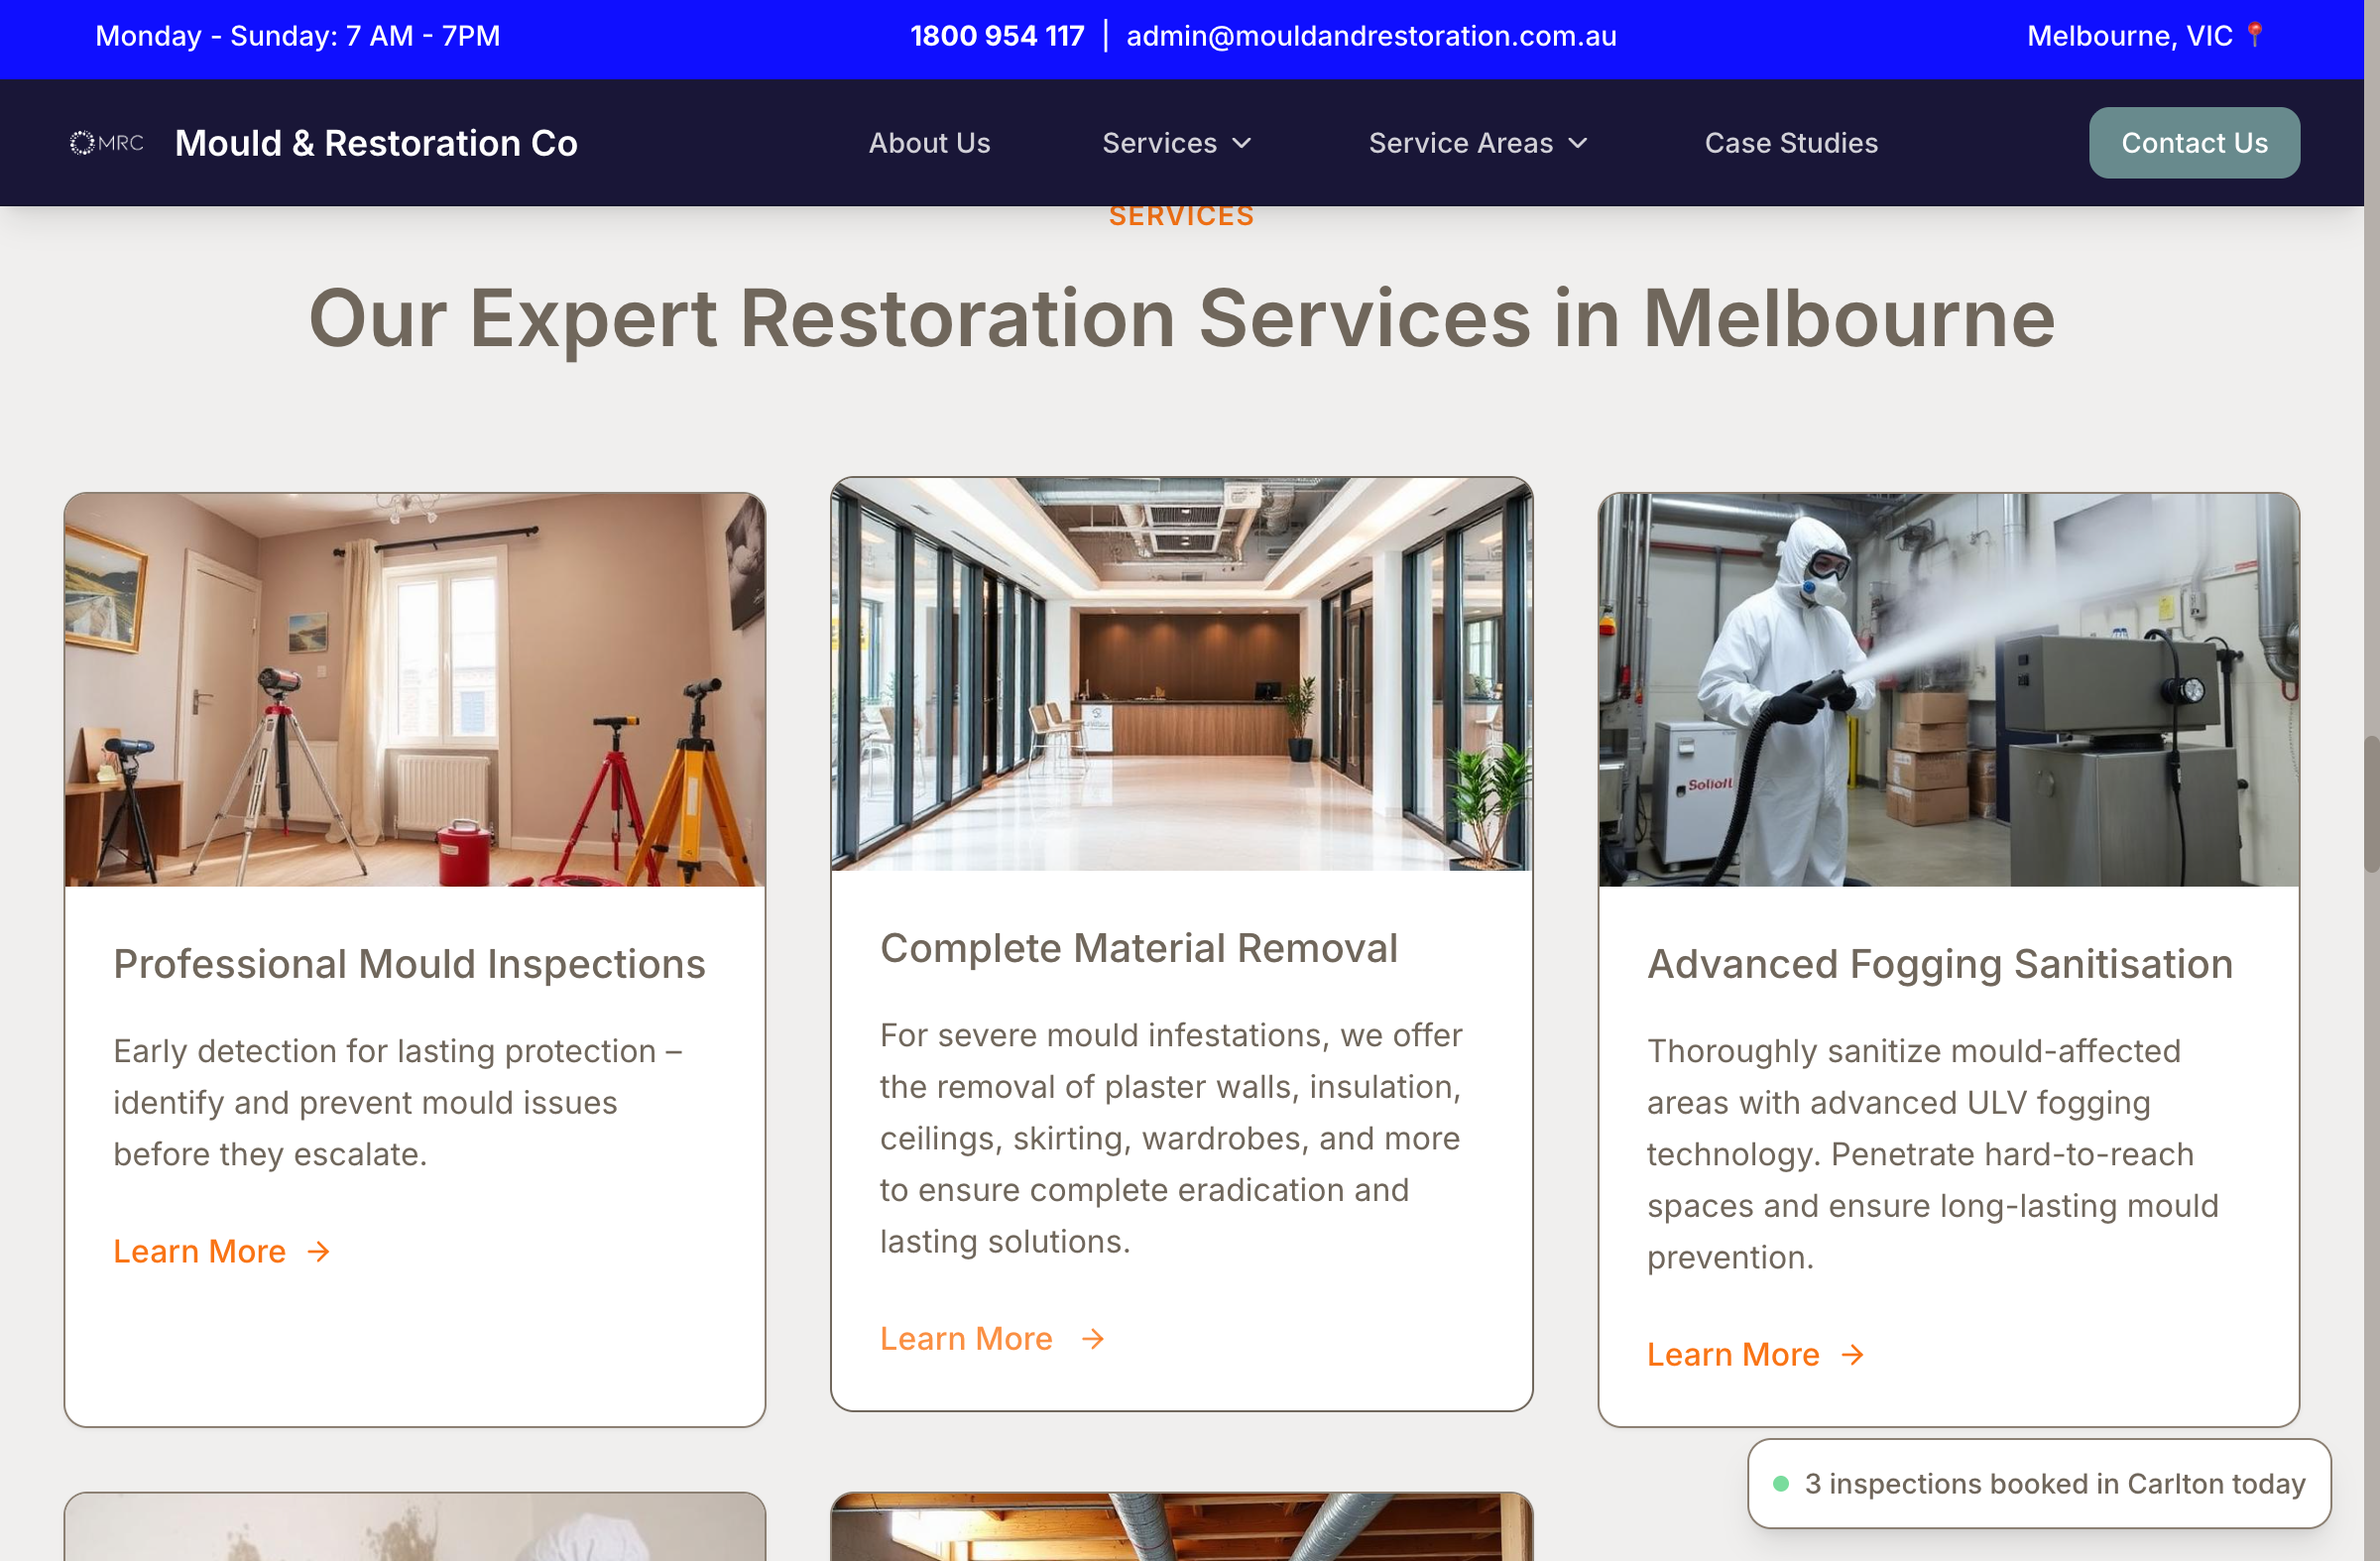 Monday - Sunday: 7 AM - 7PM
1800 954 117 | admin@mouldandrestoration.com.au
Melbourne, VIC 📍
MRC
Mould & Restoration Co
About Us
Services
Service Areas
Case Studies
Contact Us
SERVICES
Our Expert Restoration Services in Melbourne
Soliolt
Professional Mould Inspections
Early detection for lasting protection –
identify and prevent mould issues
before they escalate.
Learn More →
Complete Material Removal
For severe mould infestations, we offer
the removal of plaster walls, insulation,
ceilings, skirting, wardrobes, and more
to ensure complete eradication and
lasting solutions.
Learn More →
Advanced Fogging Sanitisation
Thoroughly sanitize mould-affected
areas with advanced ULV fogging
technology. Penetrate hard-to-reach
spaces and ensure long-lasting mould
prevention.
Learn More →
3 inspections booked in Carlton today